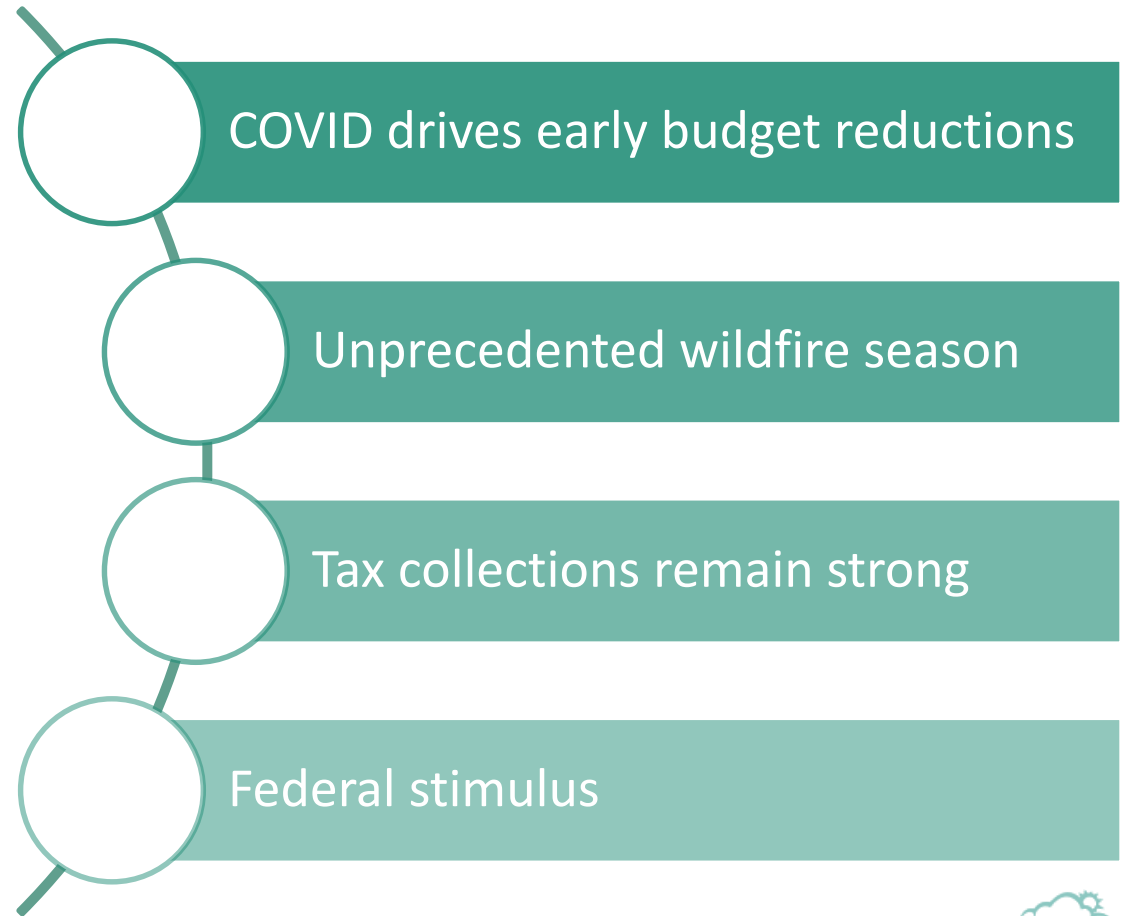 COVID drives early budget reductions
Unprecedented wildfire season
Tax collections remain strong
Federal stimulus